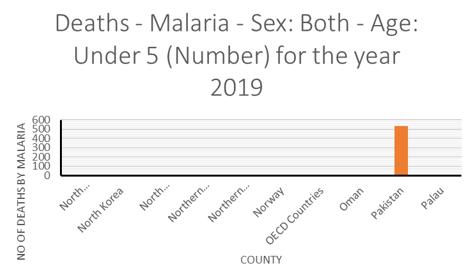 Deaths - Malaria - Sex: Both - Age:
Under 5 (Number) for the year
2019
NO OF DEATHS BY MALARIA
600
500
400
300
200
100
0
North...
North Korea
North...
Northern...
Northern...
Norway
OECD Countries
Oman
Pakistan
Palau
COUNTY